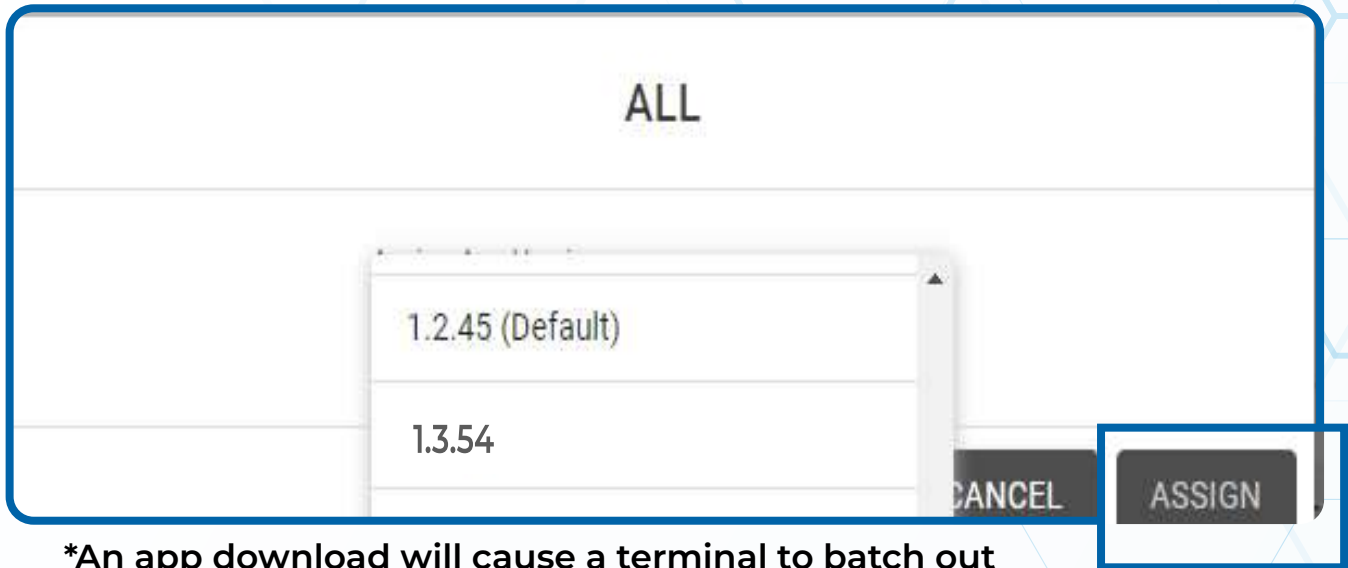 ALL
1.2.45 (Default)
1.3.54
CANCEL
ASSIGN
*An app download will cause a terminal to batch out